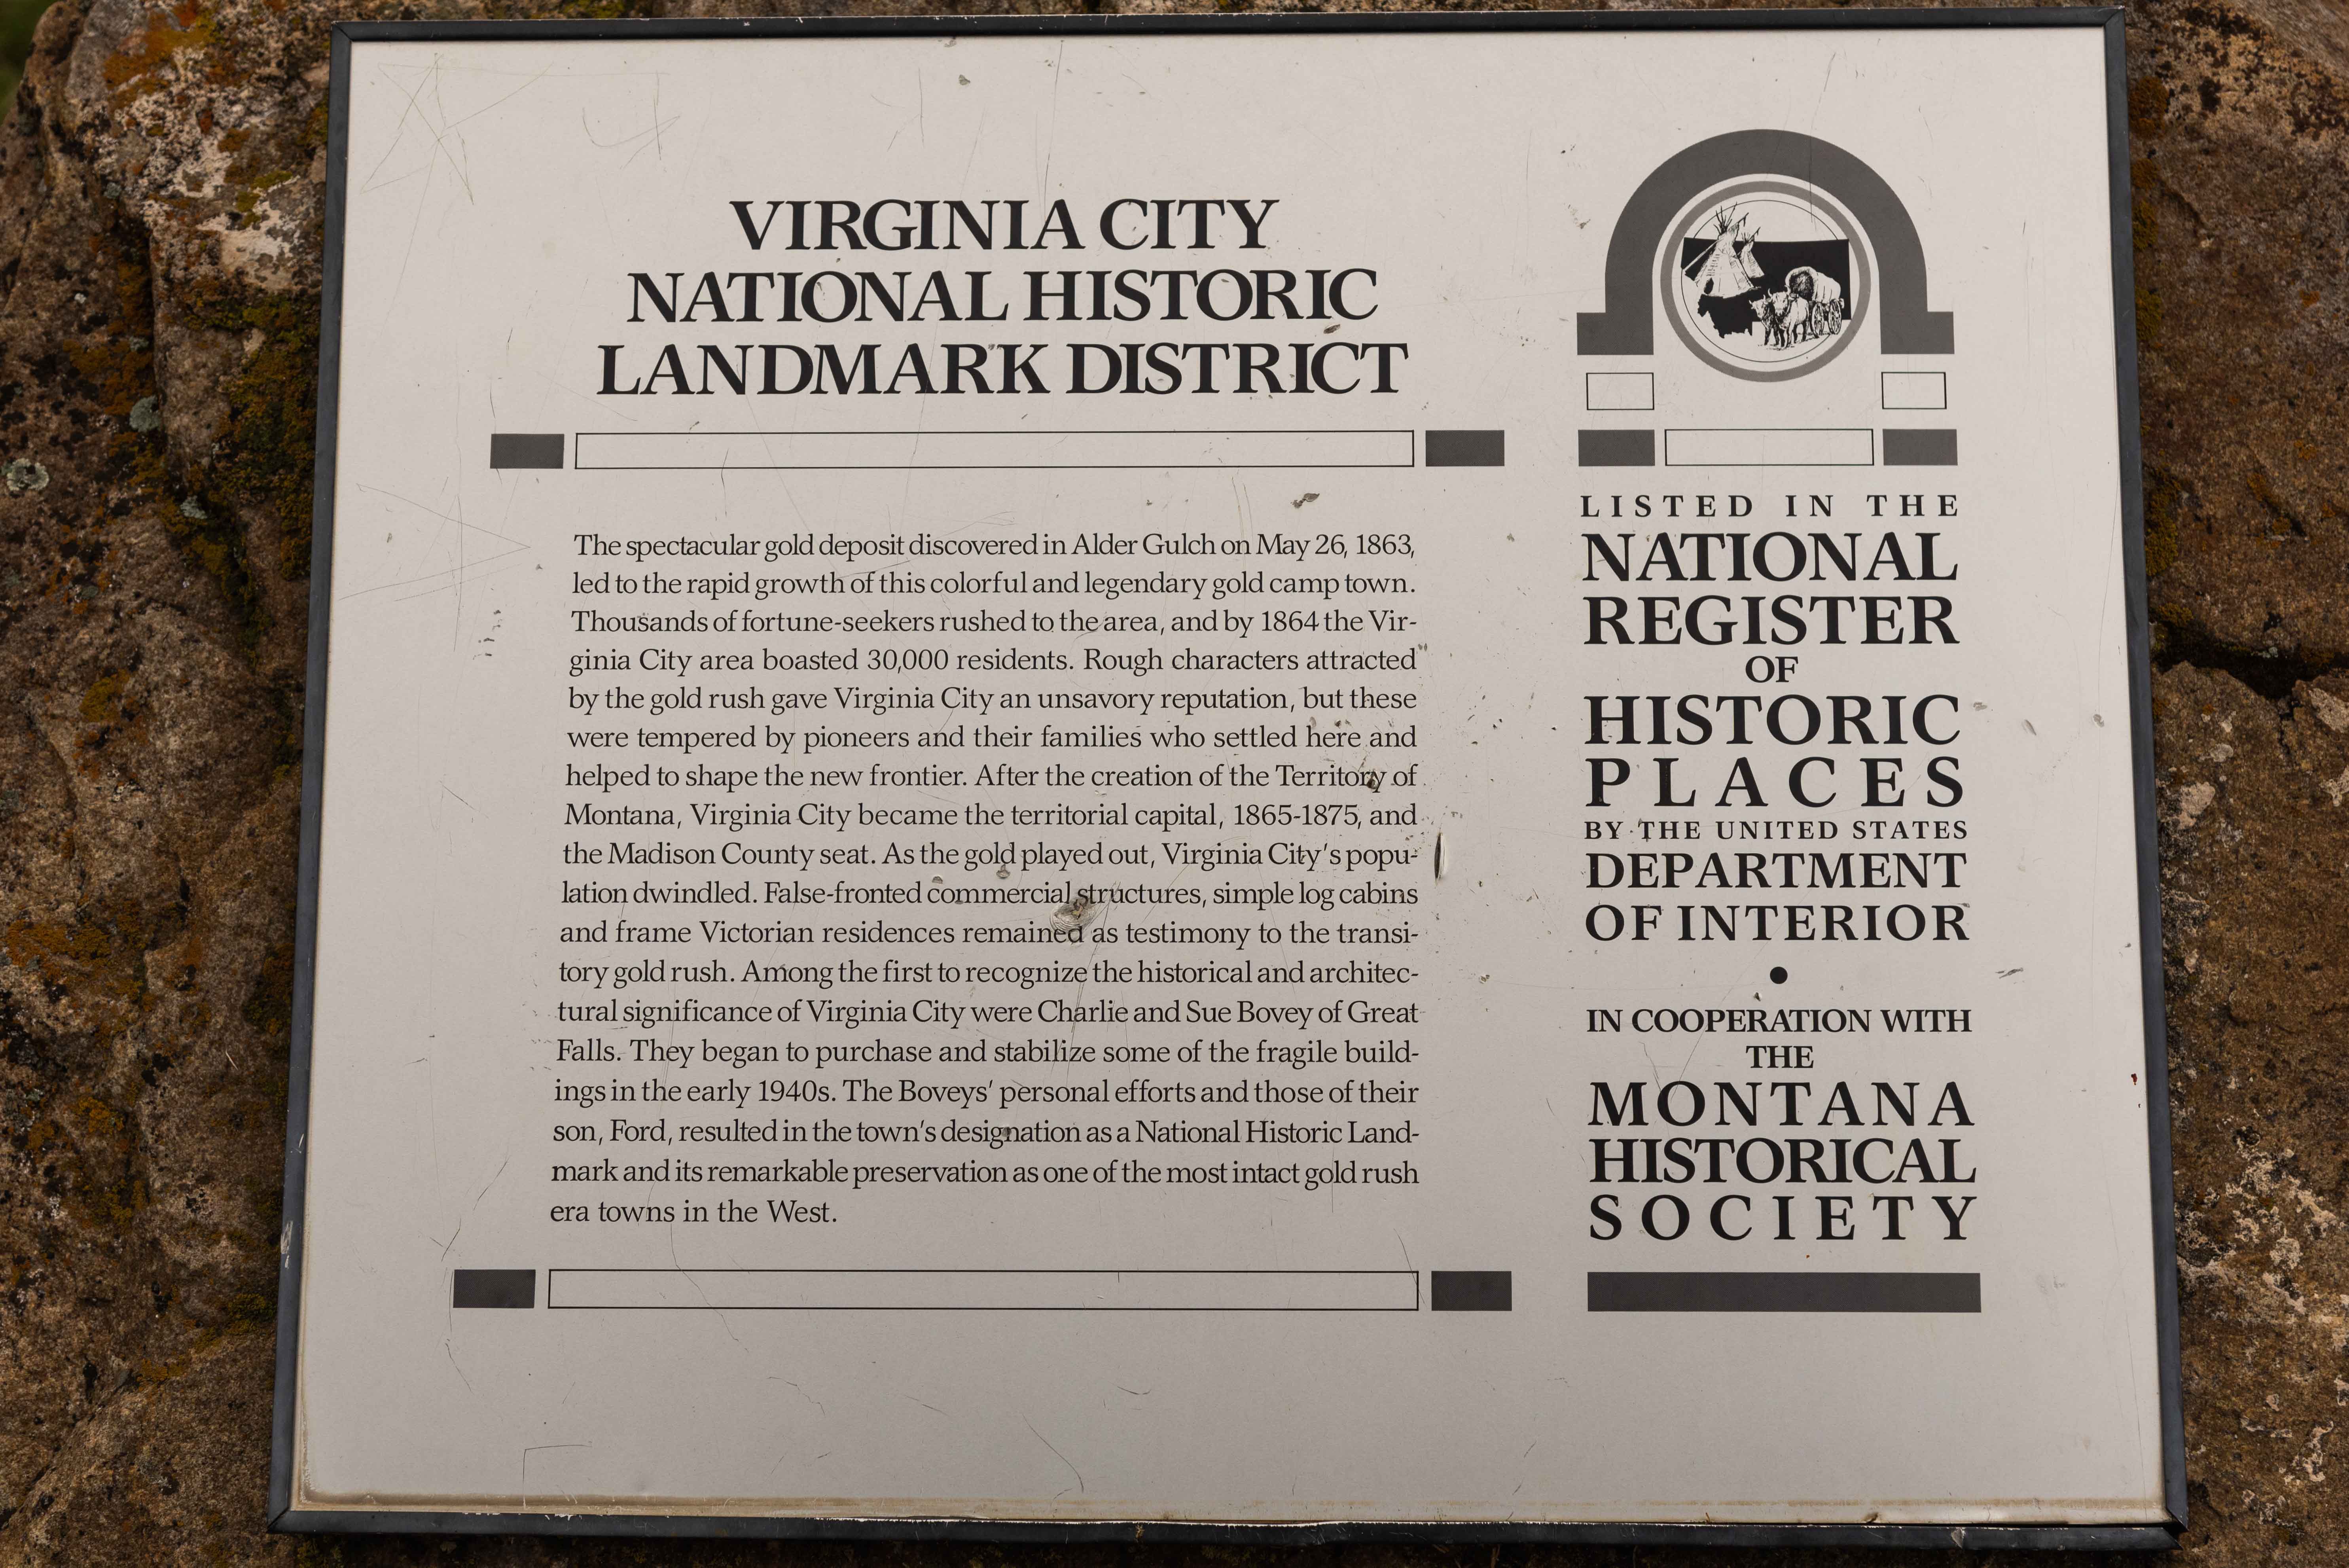 VIRGINIA CITY
NATIONAL HISTORIC
LANDMARK DISTRICT
The spectacular gold deposit discovered in Alder Gulch on May 26, 1863,
led to the rapid growth of this colorful and legendary gold camp town.
Thousands of fortune-seekers rushed to the area, and by 1864 the Vir-
ginia City area boasted 30,000 residents. Rough characters attracted
by the gold rush gave Virginia City an unsavory reputation, but these
were tempered by pioneers and their families who settled here and
helped to shape the new frontier. After the creation of the Territory of
Montana, Virginia City became the territorial capital, 1865-1875, and
the Madison County seat. As the gold played out, Virginia City's popu-
lation dwindled. False-fronted commercial structures, simple log cabins
and frame Victorian residences remained as testimony to the transi-
tory gold rush. Among the first to recognize the historical and architec-
tural significance of Virginia City were Charlie and Sue Bovey of Great
Falls. They began to purchase and stabilize some of the fragile build-
ings in the early 1940s. The Boveys' personal efforts and those of their
son, Ford, resulted in the town's designation as a National Historic Land-
mark and its remarkable preservation as one of the most intact gold rush
era towns in the West.
LISTED IN THE
NATIONAL
REGISTER
OF
HISTORIC
PLACES
BY THE UNITED STATES
DEPARTMENT
OF INTERIOR
•
IN COOPERATION WITH
THE
MONTANA
HISTORICAL
SOCIETY